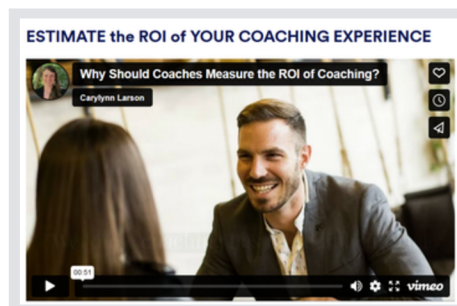 ESTIMATE the ROI of YOUR COACHING EXPERIENCE
Why Should Coaches Measure the ROI of Coaching?
Carylynn Larson
00:51
vimeo